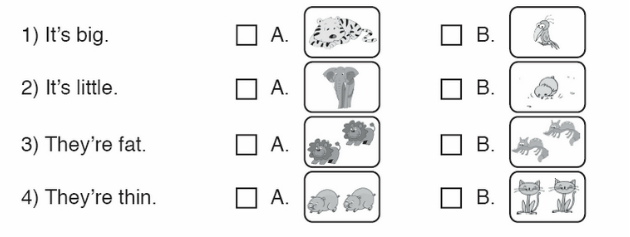 1) It's big. A. B.
2) It's little. A. B.
3) They're fat. A. B.
4) They're thin. A. B.